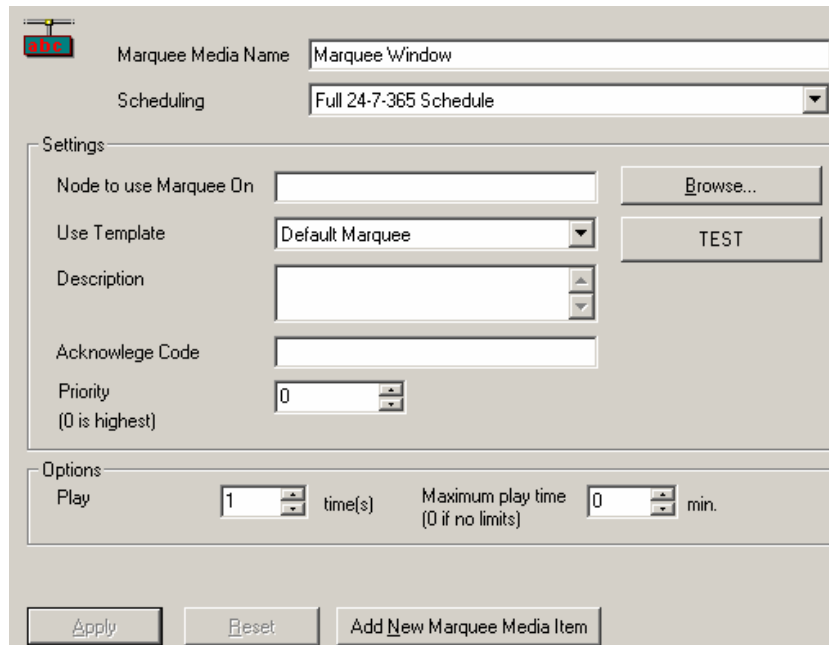 abc
Marquee Media Name Marquee Window
Scheduling Full 24-7-365 Schedule
Settings
Node to use Marquee On Browse...
Use Template Default Marquee TEST
Description
Acknowlege Code
Priority 0
(0 is highest)
Options
Play 1 time(s) Maximum play time 0 min.
(0 if no limits)
Apply Reset Add New Marquee Media Item